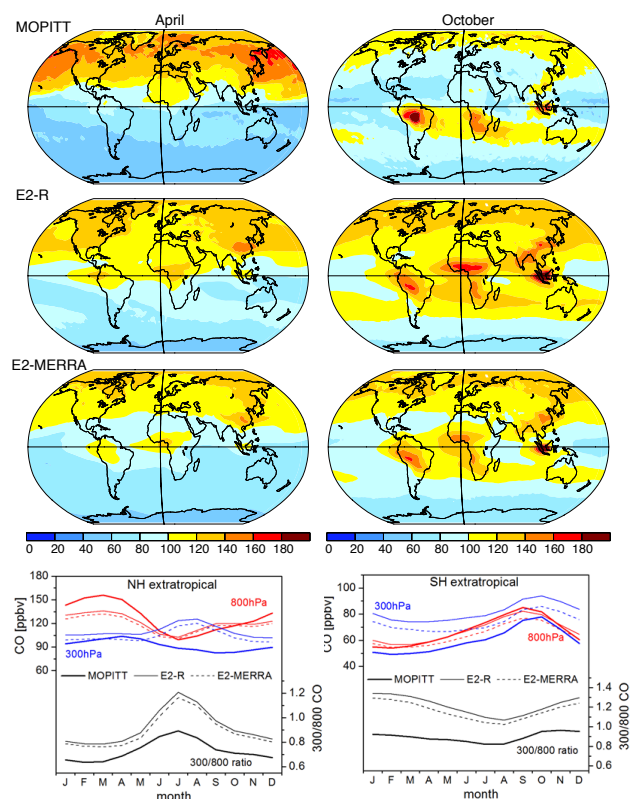 April October
MOPITT
E2-R
E2-MERRA
0 20 40 60 80 100 120 140 160 180 0 20 40 60 80 100 120 140 160 180
NH extratropical
180
150
120
90
60
CO [ppbv]
800hPa
300hPa
MOPITT E2-R E2-MERRA
1.2
1.0
0.8
0.6
300/800 CO
300/800 ratio
J F M A M J J A S O N D
month
SH extratropical
100
80
60
40
CO [ppbv]
300hPa
800hPa
MOPITT E2-R E2-MERRA
1.4
1.2
1.0
0.8
0.6
300/800 CO
300/800 ratio
J F M A M J J A S O N D
month